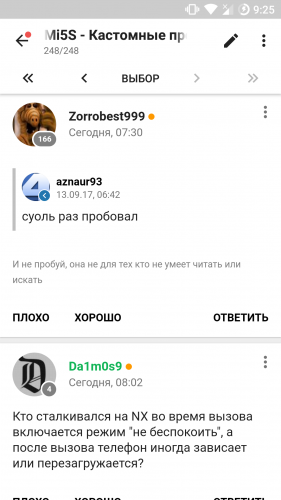 9:25
Mi5S - Кастомные пр
248/248
ВЫБОР
Zorrobest999
Сегодня, 07:30
166
aznaur93
13.09.17, 06:42
суоль раз пробовал
И не пробуй, она не для тех кто не умеет читать или
искать
ПЛОХО ХОРОШО ОТВЕТИТЬ
Da1m0s9
Сегодня, 08:02
4
Кто сталкивался на NX во время вызова
включается режим "не беспокоить", а
после вызова телефон иногда зависает
или перезагружается?
ПЛОХО ХОРОШО ОТВЕТИТЬ